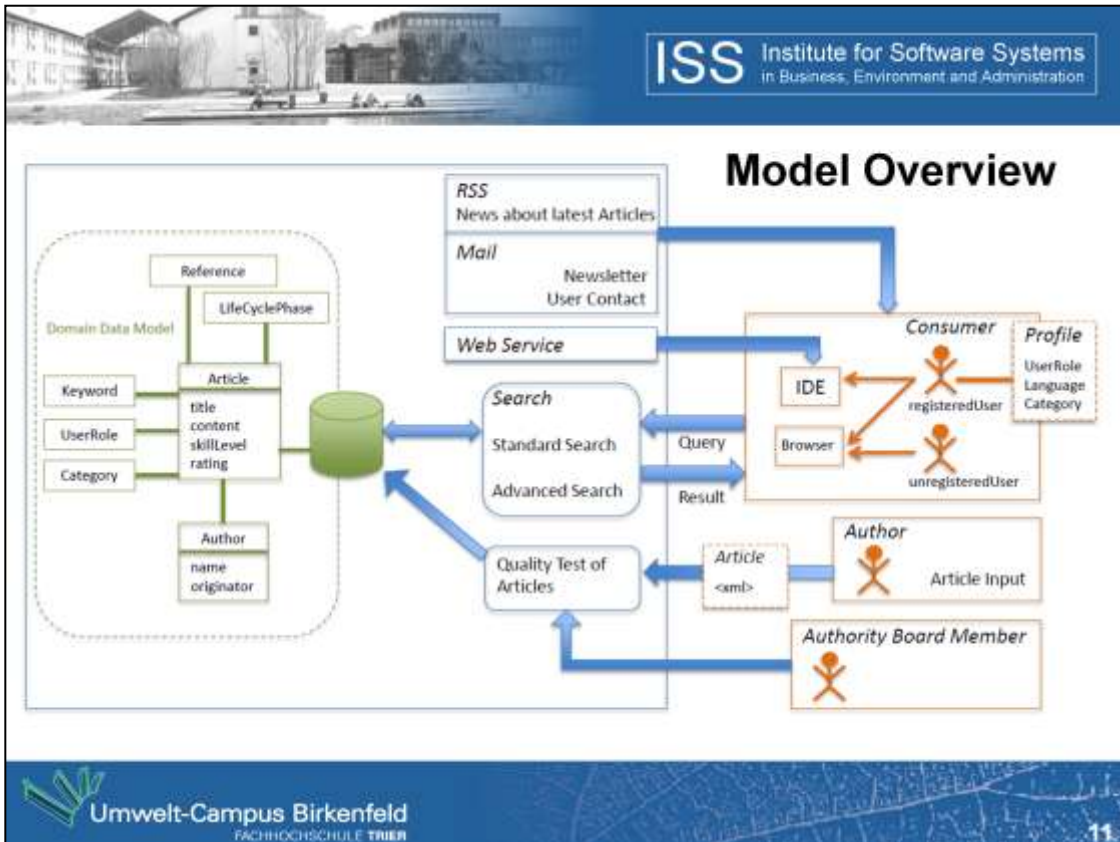 ISS Institute for Software Systems
in Business, Environment and Administration
Model Overview
RSS
News about latest Articles
Mail
Newsletter
User Contact
Web Service
Domain Data Model
Reference
LifeCyclePhase
Keyword
UserRole
Category
Article
title
content
skillLevel
rating
Author
name
originator
Search
Standard Search
Advanced Search
Query
Result
Quality Test of
Articles
Consumer
IDE
Browser
registeredUser
unregisteredUser
Profile
UserRole
Language
Category
Article
<xml>
Author
Article Input
Authority Board Member
Umwelt-Campus Birkenfeld
FACHHOCHSCHULE TRIER
11